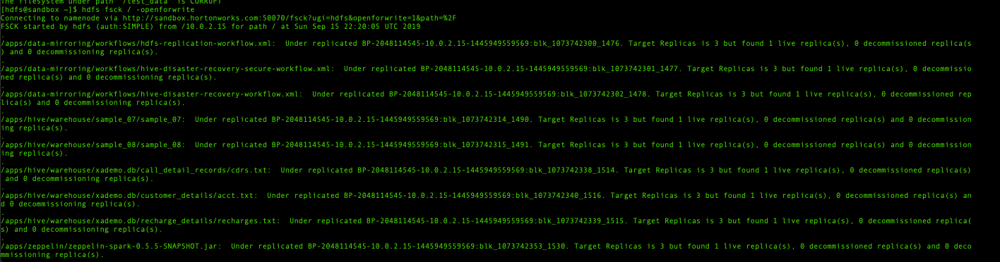 The filesystem under path '/test_data' is CORRUPT
[hdfs@sandbox ~]$ hdfs fsck / -openforwrite
Connecting to namenode via http://sandbox.hortonworks.com:50070/fsck?ugi=hdfs&openforwrite=1&path=%2F
FSCK started by hdfs (auth:SIMPLE) from /10.0.2.15 for path / at Sun Sep 15 22:20:05 UTC 2019
.
/apps/data-mirroring/workflows/hdfs-replication-workflow.xml:  Under replicated BP-2048114545-10.0.2.15-1445949559569:blk_1073742300_1476. Target Replicas is 3 but found 1 live replica(s), 0 decommissioned replica(s
) and 0 decommissioning replica(s).
.
/apps/data-mirroring/workflows/hive-disaster-recovery-secure-workflow.xml:  Under replicated BP-2048114545-10.0.2.15-1445949559569:blk_1073742301_1477. Target Replicas is 3 but found 1 live replica(s), 0 decommissio
ned replica(s) and 0 decommissioning replica(s).
.
/apps/data-mirroring/workflows/hive-disaster-recovery-workflow.xml:  Under replicated BP-2048114545-10.0.2.15-1445949559569:blk_1073742302_1478. Target Replicas is 3 but found 1 live replica(s), 0 decommissioned rep
lica(s) and 0 decommissioning replica(s).
.
/apps/hive/warehouse/sample_07/sample_07:  Under replicated BP-2048114545-10.0.2.15-1445949559569:blk_1073742314_1490. Target Replicas is 3 but found 1 live replica(s), 0 decommissioned replica(s) and 0 decommission
ing replica(s).
.
/apps/hive/warehouse/sample_08/sample_08:  Under replicated BP-2048114545-10.0.2.15-1445949559569:blk_1073742315_1491. Target Replicas is 3 but found 1 live replica(s), 0 decommissioned replica(s) and 0 decommission
ing replica(s).
.
/apps/hive/warehouse/xademo.db/call_detail_records/cdrs.txt:  Under replicated BP-2048114545-10.0.2.15-1445949559569:blk_1073742338_1514. Target Replicas is 3 but found 1 live replica(s), 0 decommissioned replica(s)
 and 0 decommissioning replica(s).
.
/apps/hive/warehouse/xademo.db/customer_details/acct.txt:  Under replicated BP-2048114545-10.0.2.15-1445949559569:blk_1073742340_1516. Target Replicas is 3 but found 1 live replica(s), 0 decommissioned replica(s) an
d 0 decommissioning replica(s).
.
/apps/hive/warehouse/xademo.db/recharge_details/recharges.txt:  Under replicated BP-2048114545-10.0.2.15-1445949559569:blk_1073742339_1515. Target Replicas is 3 but found 1 live replica(s), 0 decommissioned replica(
s) and 0 decommissioning replica(s).
.
/apps/zeppelin/zeppelin-spark-0.5.5-SNAPSHOT.jar:  Under replicated BP-2048114545-10.0.2.15-1445949559569:blk_1073742353_1530. Target Replicas is 3 but found 1 live replica(s), 0 decommissioned replica(s) and 0 deco
mmissioning replica(s).